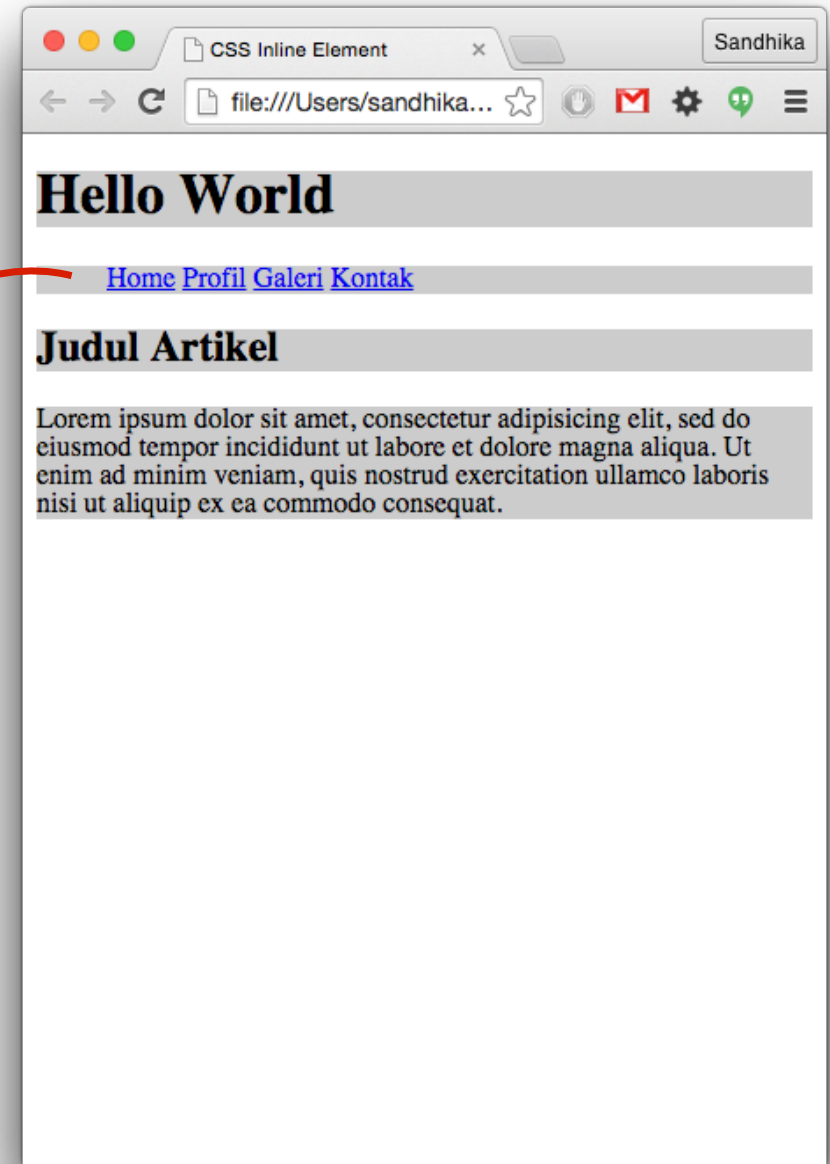 CSS Inline Element
Sandhika
file:///Users/sandhika...
Hello World
Home Profil Galeri Kontak
Judul Artikel
Lorem ipsum dolor sit amet, consectetur adipisicing elit, sed do
eiusmod tempor incididunt ut labore et dolore magna aliqua. Ut
enim ad minim veniam, quis nostrud exercitation ullamco laboris
nisi ut aliquip ex ea commodo consequat.